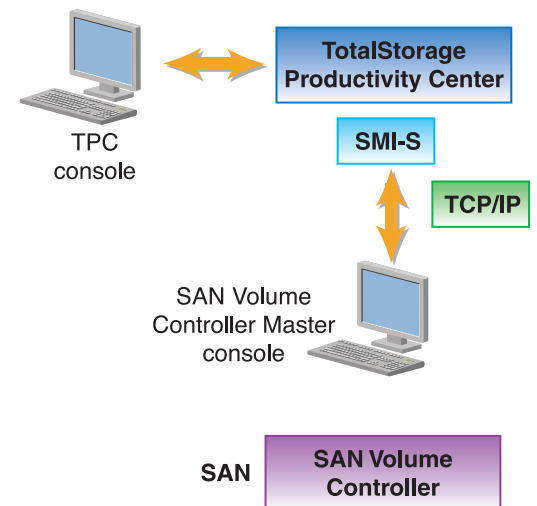 TotalStorage
Productivity Center
TPC
console
SMI-S
TCP/IP
SAN Volume
Controller Master
console
SAN
SAN Volume
Controller